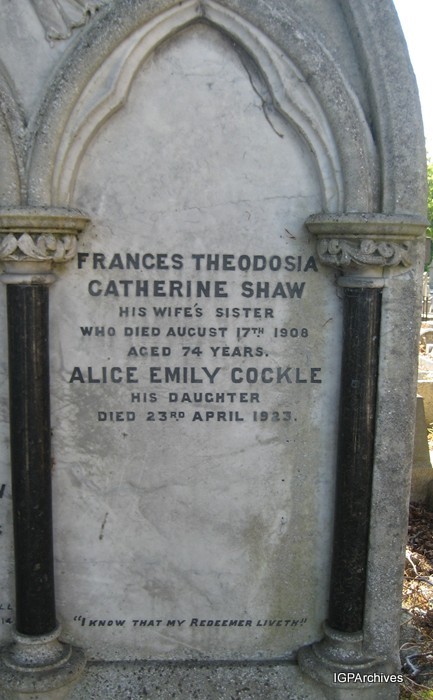 FRANCES THEODOSIA
CATHERINE SHAW
HIS WIFE'S SISTER
WHO DIED AUGUST 17TH 1908
AGED 74 YEARS.
ALICE EMILY COCKLE
HIS DAUGHTER
DIED 23RD APRIL 1933.
"I KNOW THAT MY REDEEMER LIVETH"
IGPArchives